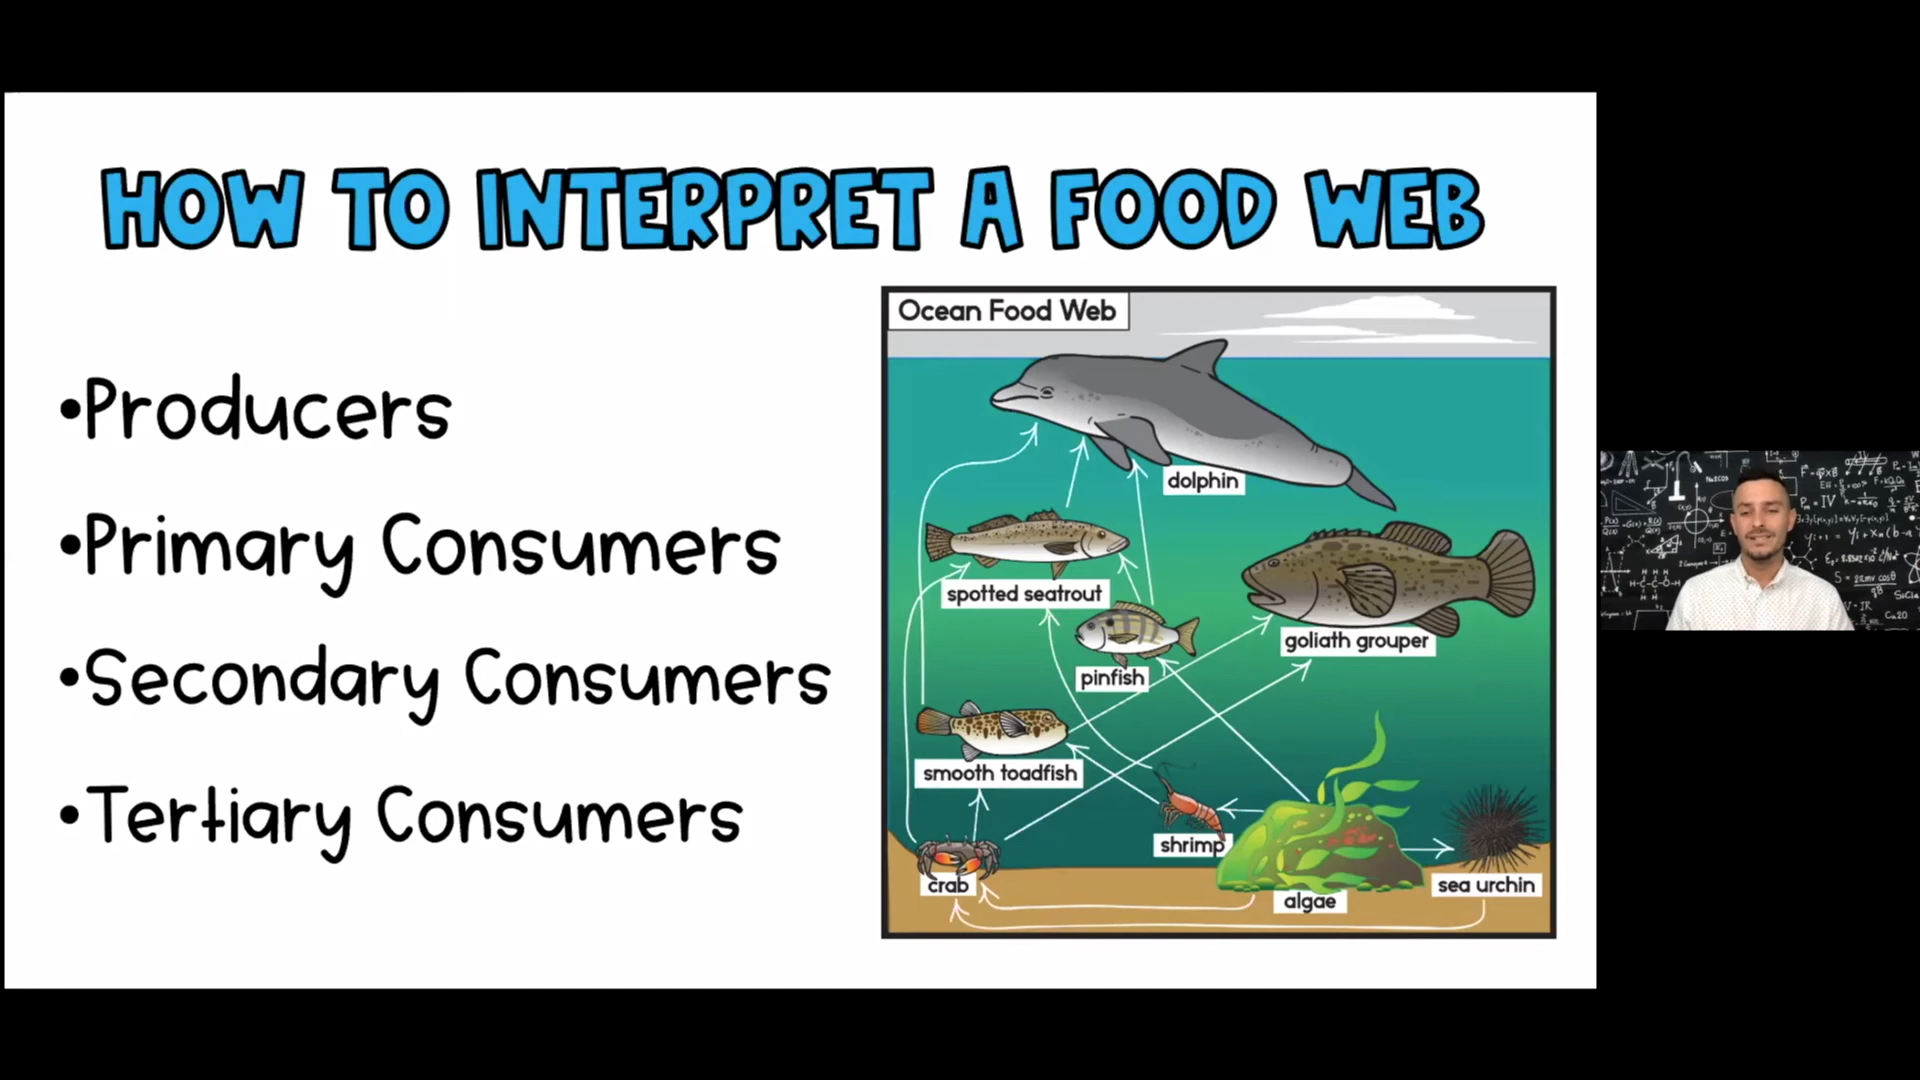 HOW TO INTERPRET A FOOD WEB
•Producers
•Primary Consumers
•Secondary Consumers
•Tertiary Consumers
Ocean Food Web
dolphin
spotted seatrout
goliath grouper
pinfish
smooth toadfish
shrimp
crab
algae
sea urchin